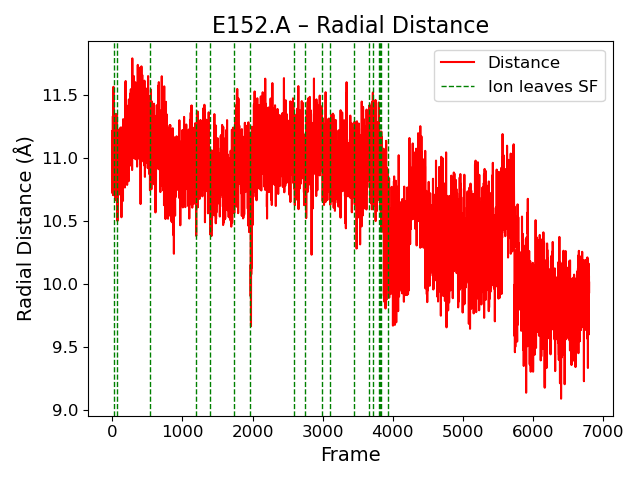 E152.A – Radial Distance
Distance
Ion leaves SF
Radial Distance (Å)
11.5
11.0
10.5
10.0
9.5
9.0
0 1000 2000 3000 4000 5000 6000 7000
Frame